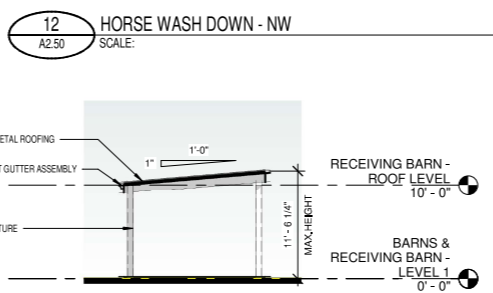 12
A2.50
HORSE WASH DOWN - NW
SCALE:
ETAL ROOFING
T GUTTER ASSEMBLY
TURE
1"
1'-0"
11' - 6 1/4"
MAX.HEIGHT
RECEIVING BARN -
ROOF LEVEL
10' - 0"
BARNS &
RECEIVING BARN -
LEVEL 1
0' - 0"